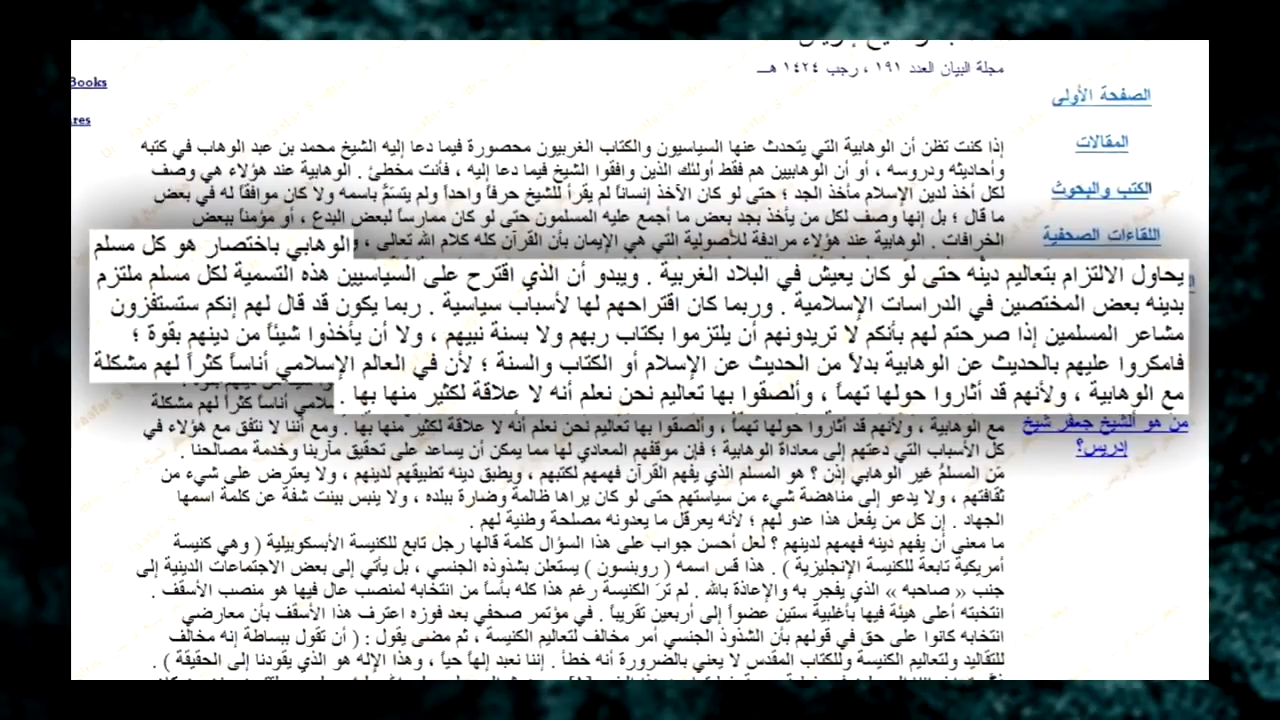 مجلة البيان العدد ١٩١ ، رجب ١٤٢٤ هـــ
Books
res
الصفحة الأولى
المقالات
الكتب والبحوث
اللقاءات الصحفية
من هو الشيخ جعفر شيخ
إدريس؟
إذا كنت تظن أن الوهابية التي يتحدث عنها السياسيون والكتاب الغربيون محصورة فيما دعا إليه الشيخ محمد بن عبد الوهاب في كتبه
وأحاديثه ودروسه ، أو أن الوهابيين هم فقط أولئك الذين وافقوا الشيخ فيما دعا إليه ، فأنت مخطئ . الوهابية عند هؤلاء هي وصف
لكل أخذ لدين الإسلام مأخذ الجد ؛ حتى لو كان الآخذ إنساناً لم يقرأ للشيخ حرفاً واحداً ولم يتسمَّ باسمه ولا كان موافقاً له في بعض
ما قال ؛ بل إنها وصف لكل من يأخذ بجد بعض ما أجمع عليه المسلمون حتى لو كان ممارساً لبعض البدع ، أو مؤمناً ببعض
الخرافات . الوهابية عند هؤلاء مرادفة للأصولية التي هي الإيمان بأن القرآن كله كلام الله تعالى ،
الوهابي باختصار هو كل مسلم
يحاول الالتزام بتعاليم دينه حتى لو كان يعيش في البلاد الغربية . ويبدو أن الذي اقترح على السياسيين هذه التسمية لكل مسلم ملتزم
بدينه بعض المختصين في الدراسات الإسلامية . وربما كان اقتراحهم لها لأسباب سياسية . ربما يكون قد قال لهم إنكم ستستفزون
مشاعر المسلمين إذا صرحتم لهم بأنكم لا تريدونهم أن يلتزموا بكتاب ربهم ولا بسنة نبيهم ، ولا أن يأخذوا شيئاً من دينهم بقوة ؛
فامكروا عليهم بالحديث عن الوهابية بدلاً من الحديث عن الإسلام أو الكتاب والسنة ؛ لأن في العالم الإسلامي أناساً كثراً لهم مشكلة
مع الوهابية ، ولأنهم قد أثاروا حولها تهماً ، وألصقوا بها تعاليم نحن نعلم أنه لا علاقة لكثير منها بها .
مع الوهابية ، ولأنهم قد أثاروا حولها تهماً ، وألصقوا بها تعاليم نحن نعلم أنه لا علاقة لكثير منها بها . ومع أننا لا نتفق مع هؤلاء في
كل الأسباب التي دعتهم إلى معاداة الوهابية ؛ فإن موقفهم المعادي لها مما يمكن أن يساعد على تحقيق مآربنا وخدمة مصالحنا .
مَن المسلمُ غير الوهابي إذن ؟ هو المسلم الذي يفهم القرآن فهمهم لكتبهم ، ويطبق دينه تطبيقهم لدينهم ، ولا يعترض على شيء من
ثقافتهم ، ولا يدعو إلى مناهضة شيء من سياستهم حتى لو كان يراها ظالمة وضارة ببلده ، ولا ينبس ببنت شفة عن كلمة اسمها
الجهاد . إن كل من يفعل هذا عدو لهم ؛ لأنه يعرقل ما يعدونه مصلحة وطنية لهم .
ما معنى أن يفهم دينه فهمهم لدينهم ؟ لعل أحسن جواب على هذا السؤال كلمة قالها رجل تابع للكنيسة الأبسكوبيلية ( وهي كنيسة
أمريكية تابعة للكنيسة الإنجليزية ) . هذا قس اسمه ( روبنسون ) يستعلن بشذوذه الجنسي ، بل يأتي إلى بعض الاجتماعات الدينية إلى
جنب « صاحبه » الذي يفجر به والإعاذة بالله . لم ترَ الكنيسة رغم هذا كله بأساً من انتخابه لمنصب عال فيها هو منصب الأسقف .
انتخبته أعلى هيئة فيها بأغلبية ستين عضواً إلى أربعين تقريباً . في مؤتمر صحفي بعد فوزه اعترف هذا الأسقف بأن معارضي
انتخابه كانوا على حق في قولهم بأن الشذوذ الجنسي أمر مخالف لتعاليم الكنيسة ، ثم مضى يقول : ( أن تقول ببساطة إنه مخالف
للتقاليد ولتعاليم الكنيسة وللكتاب المقدس لا يعني بالضرورة أنه خطأ . إننا نعبد إلهاً حياً ، وهذا الإله هو الذي يقودنا إلى الحقيقة ) .